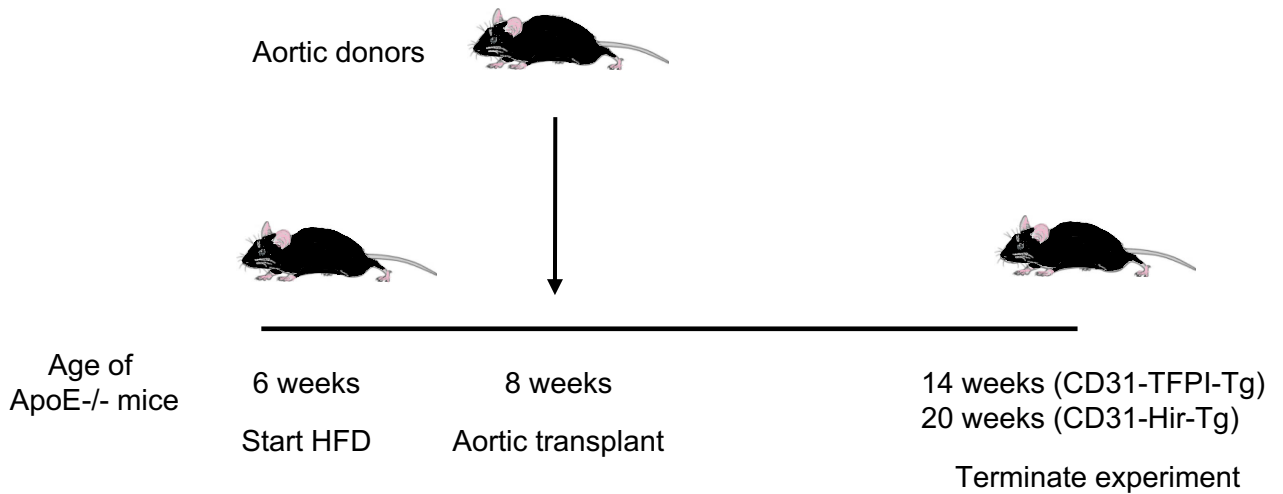 Aortic donors
Age of
ApoE-/- mice
6 weeks
8 weeks
14 weeks (CD31-TFPI-Tg)
20 weeks (CD31-Hir-Tg)
Start HFD
Aortic transplant
Terminate experiment